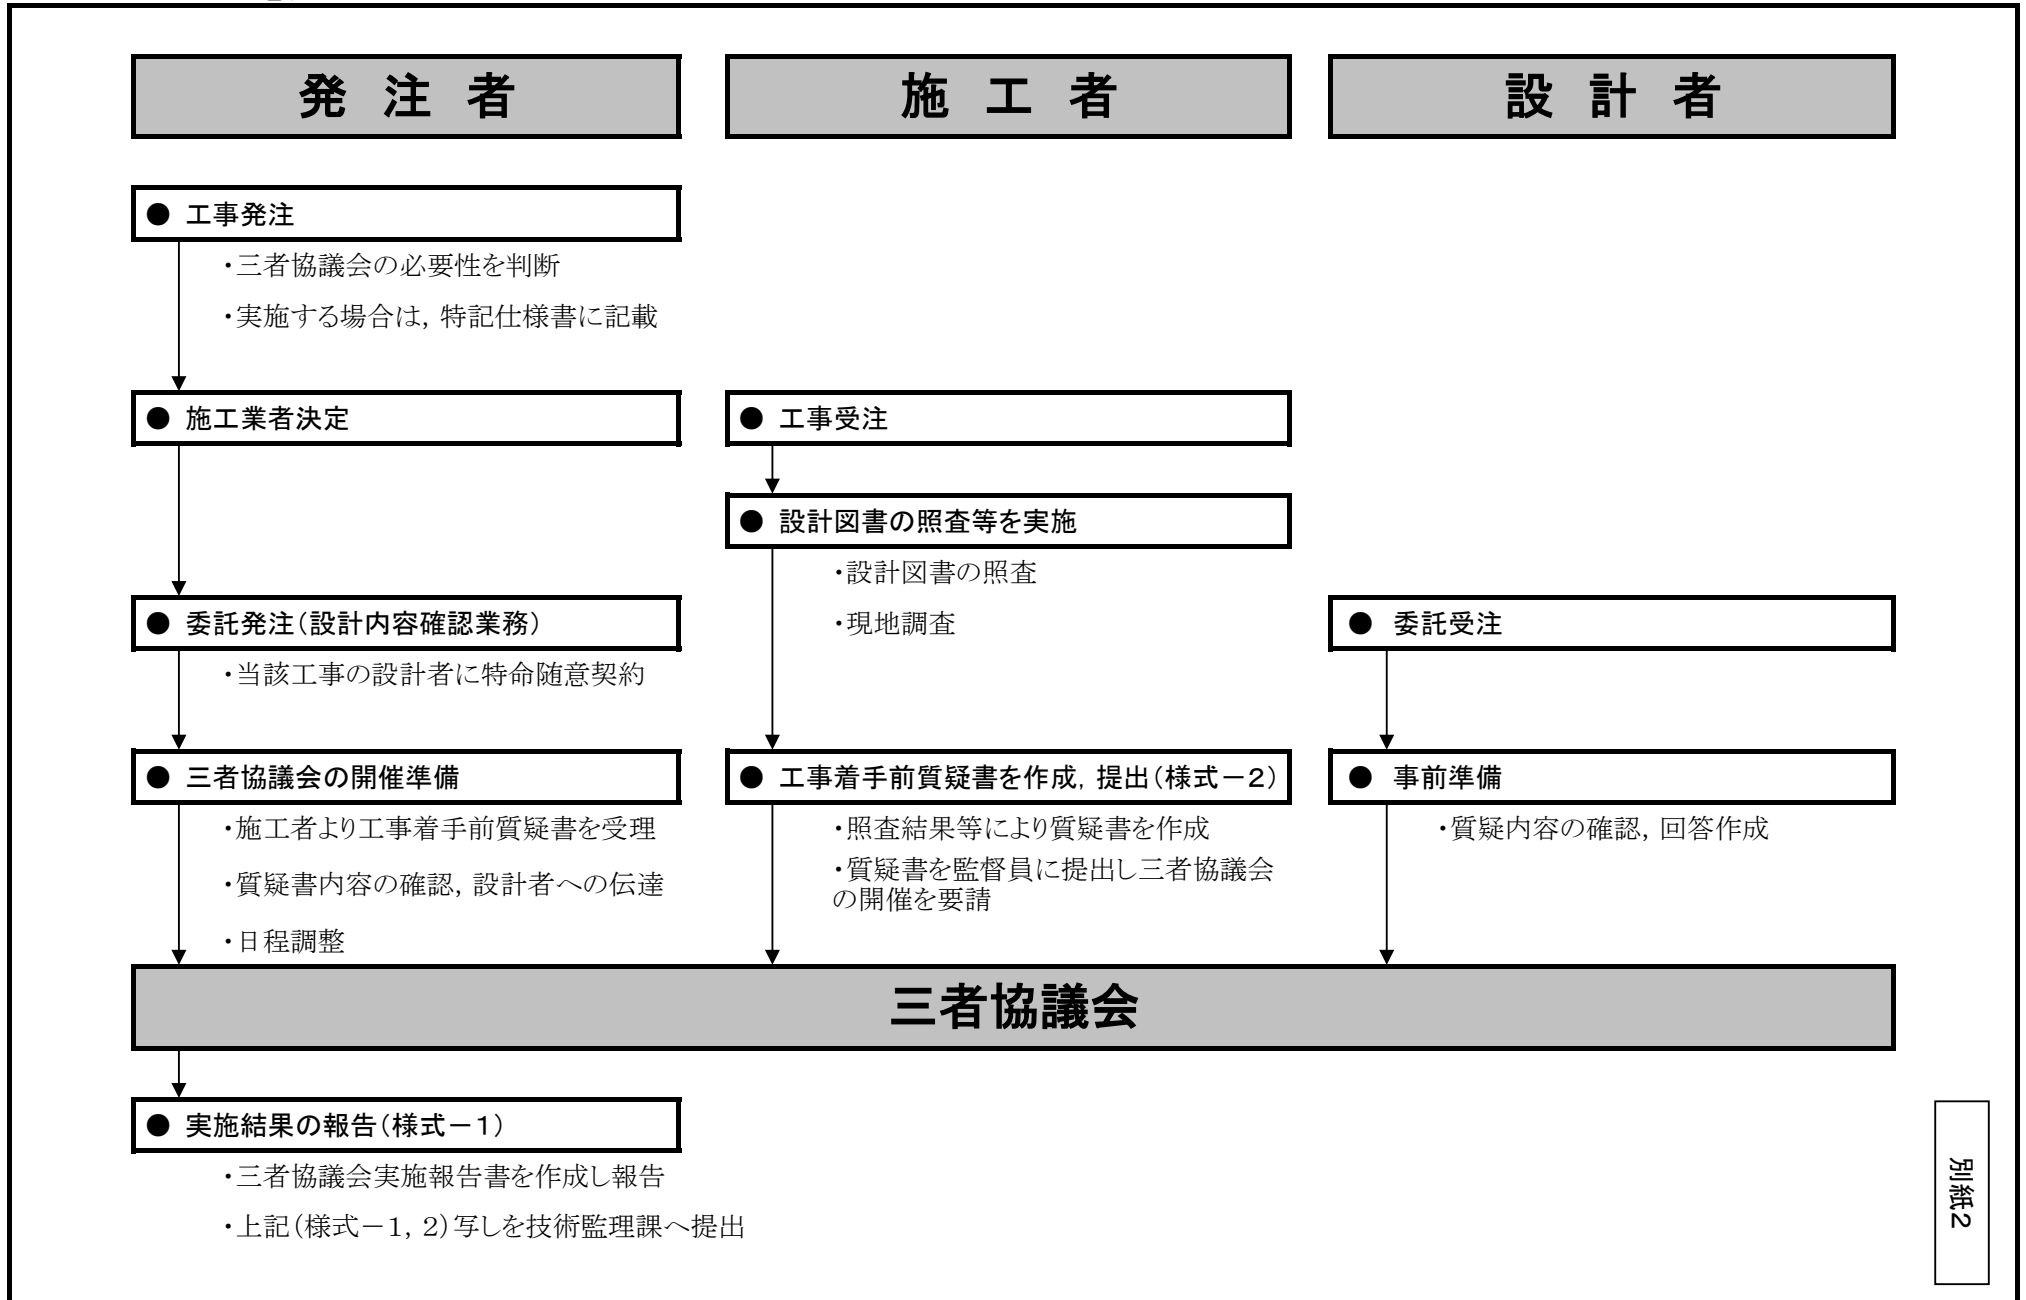 発注者
施工者
設計者
● 工事発注
・三者協議会の必要性を判断
・実施する場合は，特記仕様書に記載
● 施工業者決定
● 工事受注
● 設計図書の照査等を実施
・設計図書の照査
・現地調査
● 委託発注（設計内容確認業務）
・当該工事の設計者に特命随意契約
● 委託受注
● 三者協議会の開催準備
・施工者より工事着手前質疑書を受理
・質疑書内容の確認，設計者への伝達
・日程調整
● 工事着手前質疑書を作成，提出（様式－２）
・照査結果等により質疑書を作成
・質疑書を監督員に提出し三者協議会
の開催を要請
● 事前準備
・質疑内容の確認，回答作成
三者協議会
● 実施結果の報告（様式－１）
・三者協議会実施報告書を作成し報告
・上記（様式－１，２）写しを技術監理課へ提出
別紙２